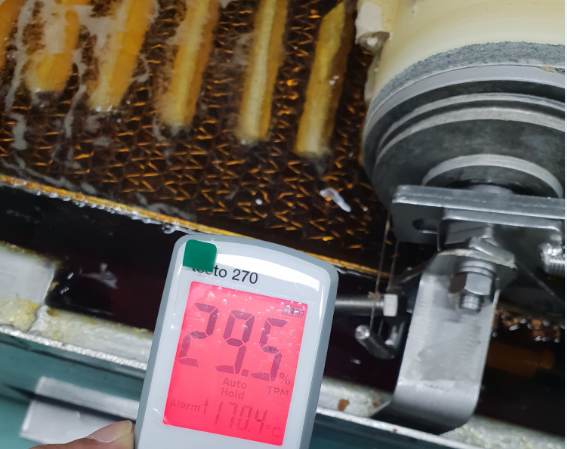 testo 270
29.5 %
Auto TPM
Hold
Alarm ↑ 170.4 °C